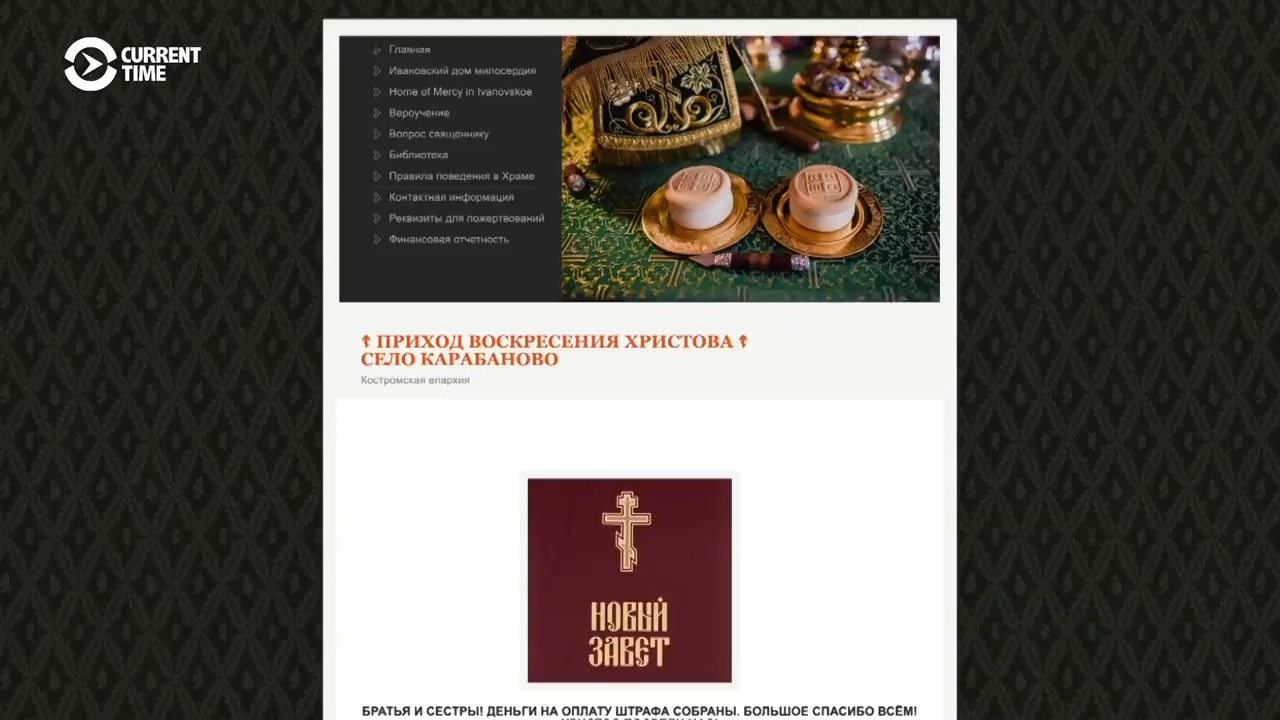 CURRENT
TIME
Главная
Ивановский дом милосердия
Home of Mercy in Ivanovskoe
Вероучение
Вопрос священнику
Библиотека
Правила поведения в Храме
Контактная информация
Реквизиты для пожертвований
Финансовая отчетность
☦ ПРИХОД ВОСКРЕСЕНИЯ ХРИСТОВА ☦
СЕЛО КАРАБАНОВО
Костромская епархия
НОВЫЙ
ЗАВЕТ
БРАТЬЯ И СЕСТРЫ! ДЕНЬГИ НА ОПЛАТУ ШТРАФА СОБРАНЫ. БОЛЬШОЕ СПАСИБО ВСЁМ!